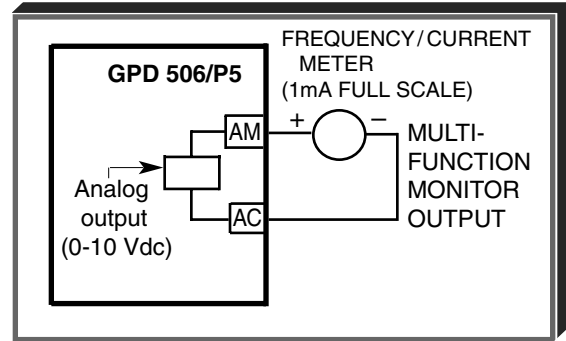 FREQUENCY/CURRENT
METER
(1mA FULL SCALE)
GPD 506/P5
AM
+
–
MULTI-
FUNCTION
MONITOR
OUTPUT
Analog
output
(0-10 Vdc)
AC